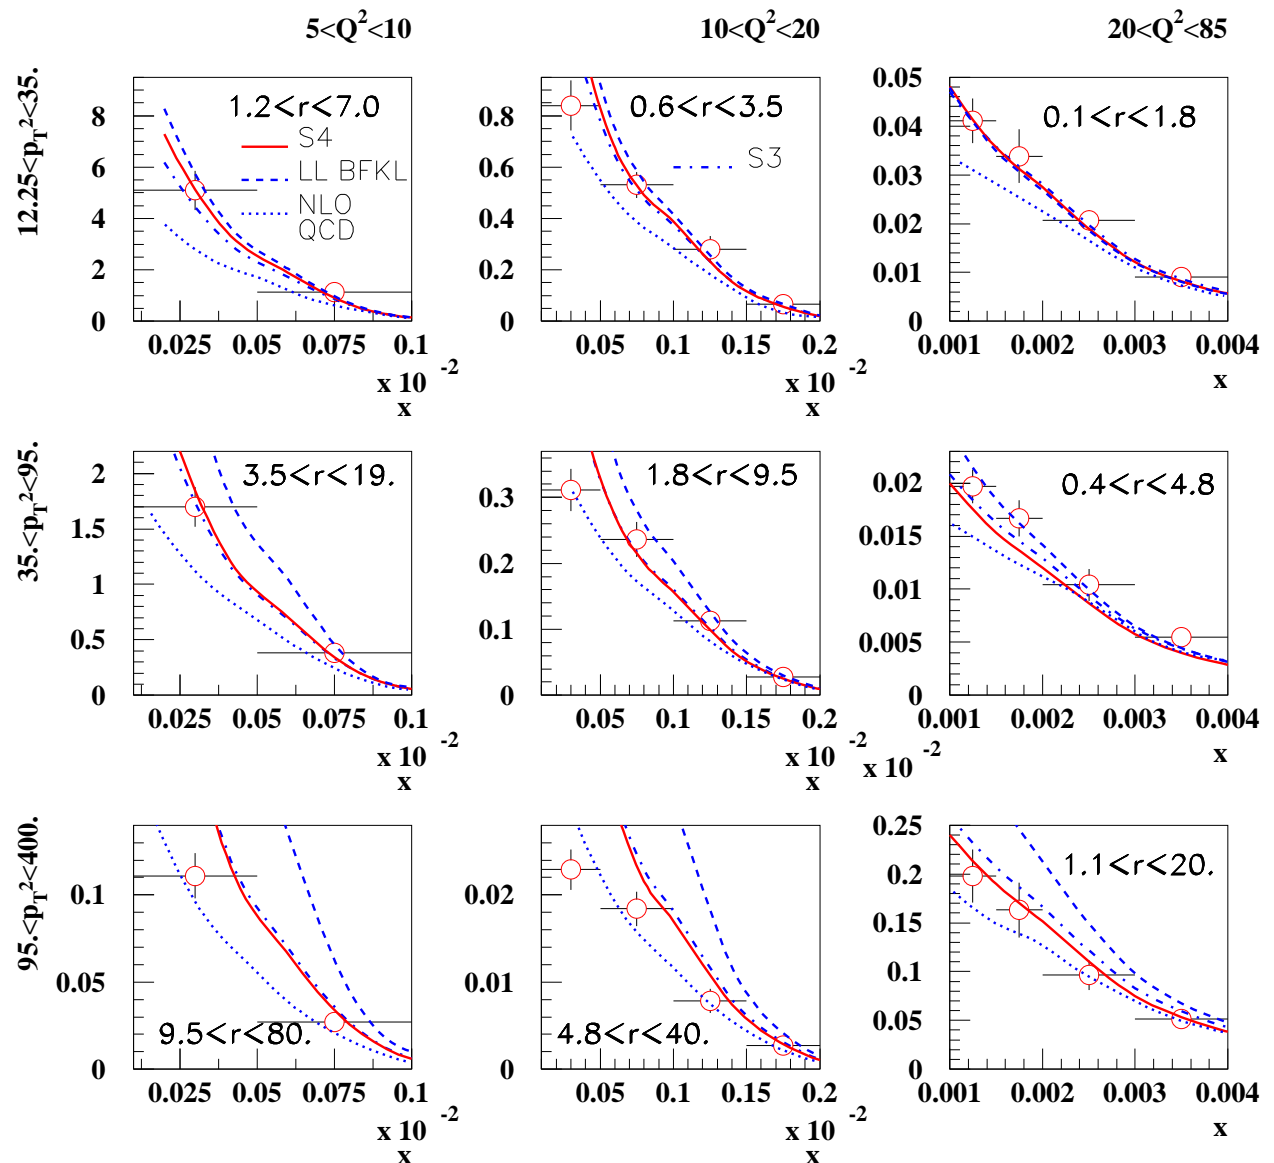 5<Q²<10
10<Q²<20
20<Q²<85
12.25<p_T²<35.
1.2<r<7.0
S4
LL BFKL
NLO
QCD
8
6
4
2
0
0.025 0.05 0.075 0.1
x 10 -2
x
0.6<r<3.5
S3
0.8
0.6
0.4
0.2
0
0.05 0.1 0.15 0.2
x 10 -2
x
0.1<r<1.8
0.05
0.04
0.03
0.02
0.01
0
0.001 0.002 0.003 0.004
x
35.<p_T²<95.
3.5<r<19.
2
1.5
1
0.5
0
0.025 0.05 0.075 0.1
x 10 -2
x
1.8<r<9.5
0.3
0.2
0.1
0
0.05 0.1 0.15 0.2
x 10 -2
x
0.4<r<4.8
0.02
0.015
0.01
0.005
0
0.001 0.002 0.003 0.004
x
x 10 -2
95.<p_T²<400.
9.5<r<80.
0.1
0.05
0
0.025 0.05 0.075 0.1
x 10 -2
x
4.8<r<40.
0.02
0.01
0
0.05 0.1 0.15 0.2
x 10 -2
x
1.1<r<20.
0.25
0.2
0.15
0.1
0.05
0
0.001 0.002 0.003 0.004
x